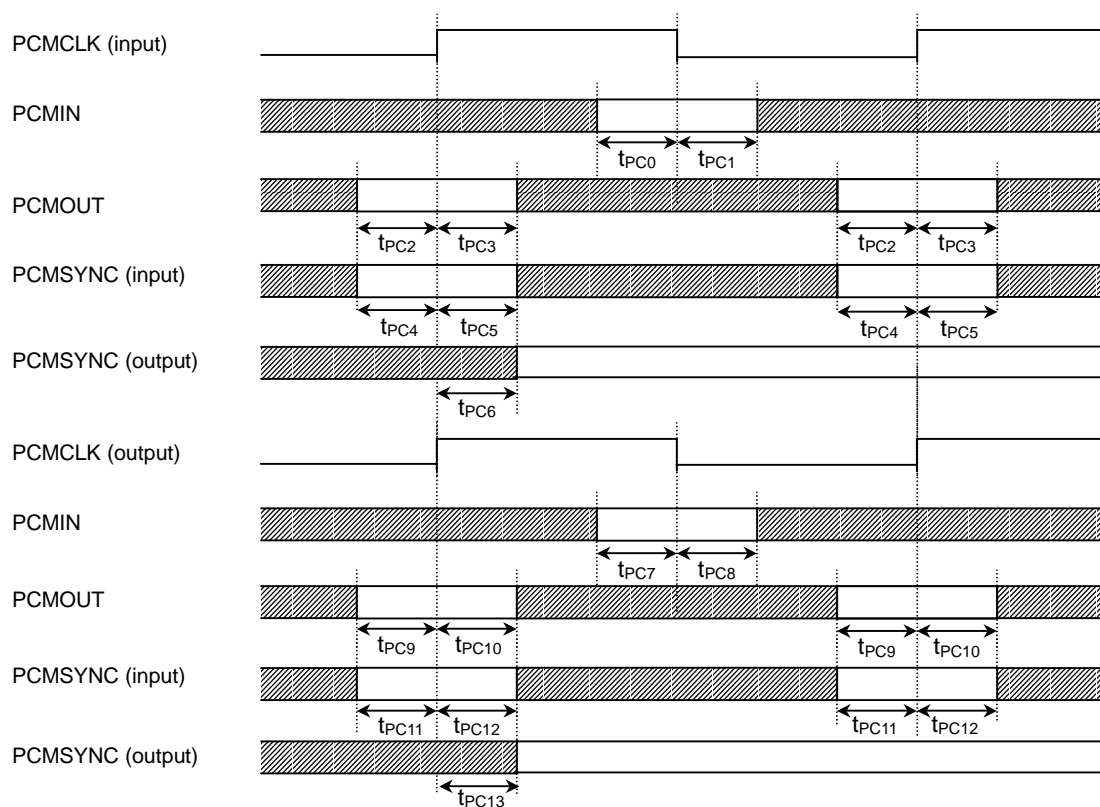 PCMCLK (input)
PCMIN
tPC0 tPC1
PCMOUT
tPC2 tPC3 tPC2 tPC3
PCMSYNC (input)
tPC4 tPC5 tPC4 tPC5
PCMSYNC (output)
tPC6
PCMCLK (output)
PCMIN
tPC7 tPC8
PCMOUT
tPC9 tPC10 tPC9 tPC10
PCMSYNC (input)
tPC11 tPC12 tPC11 tPC12
PCMSYNC (output)
tPC13